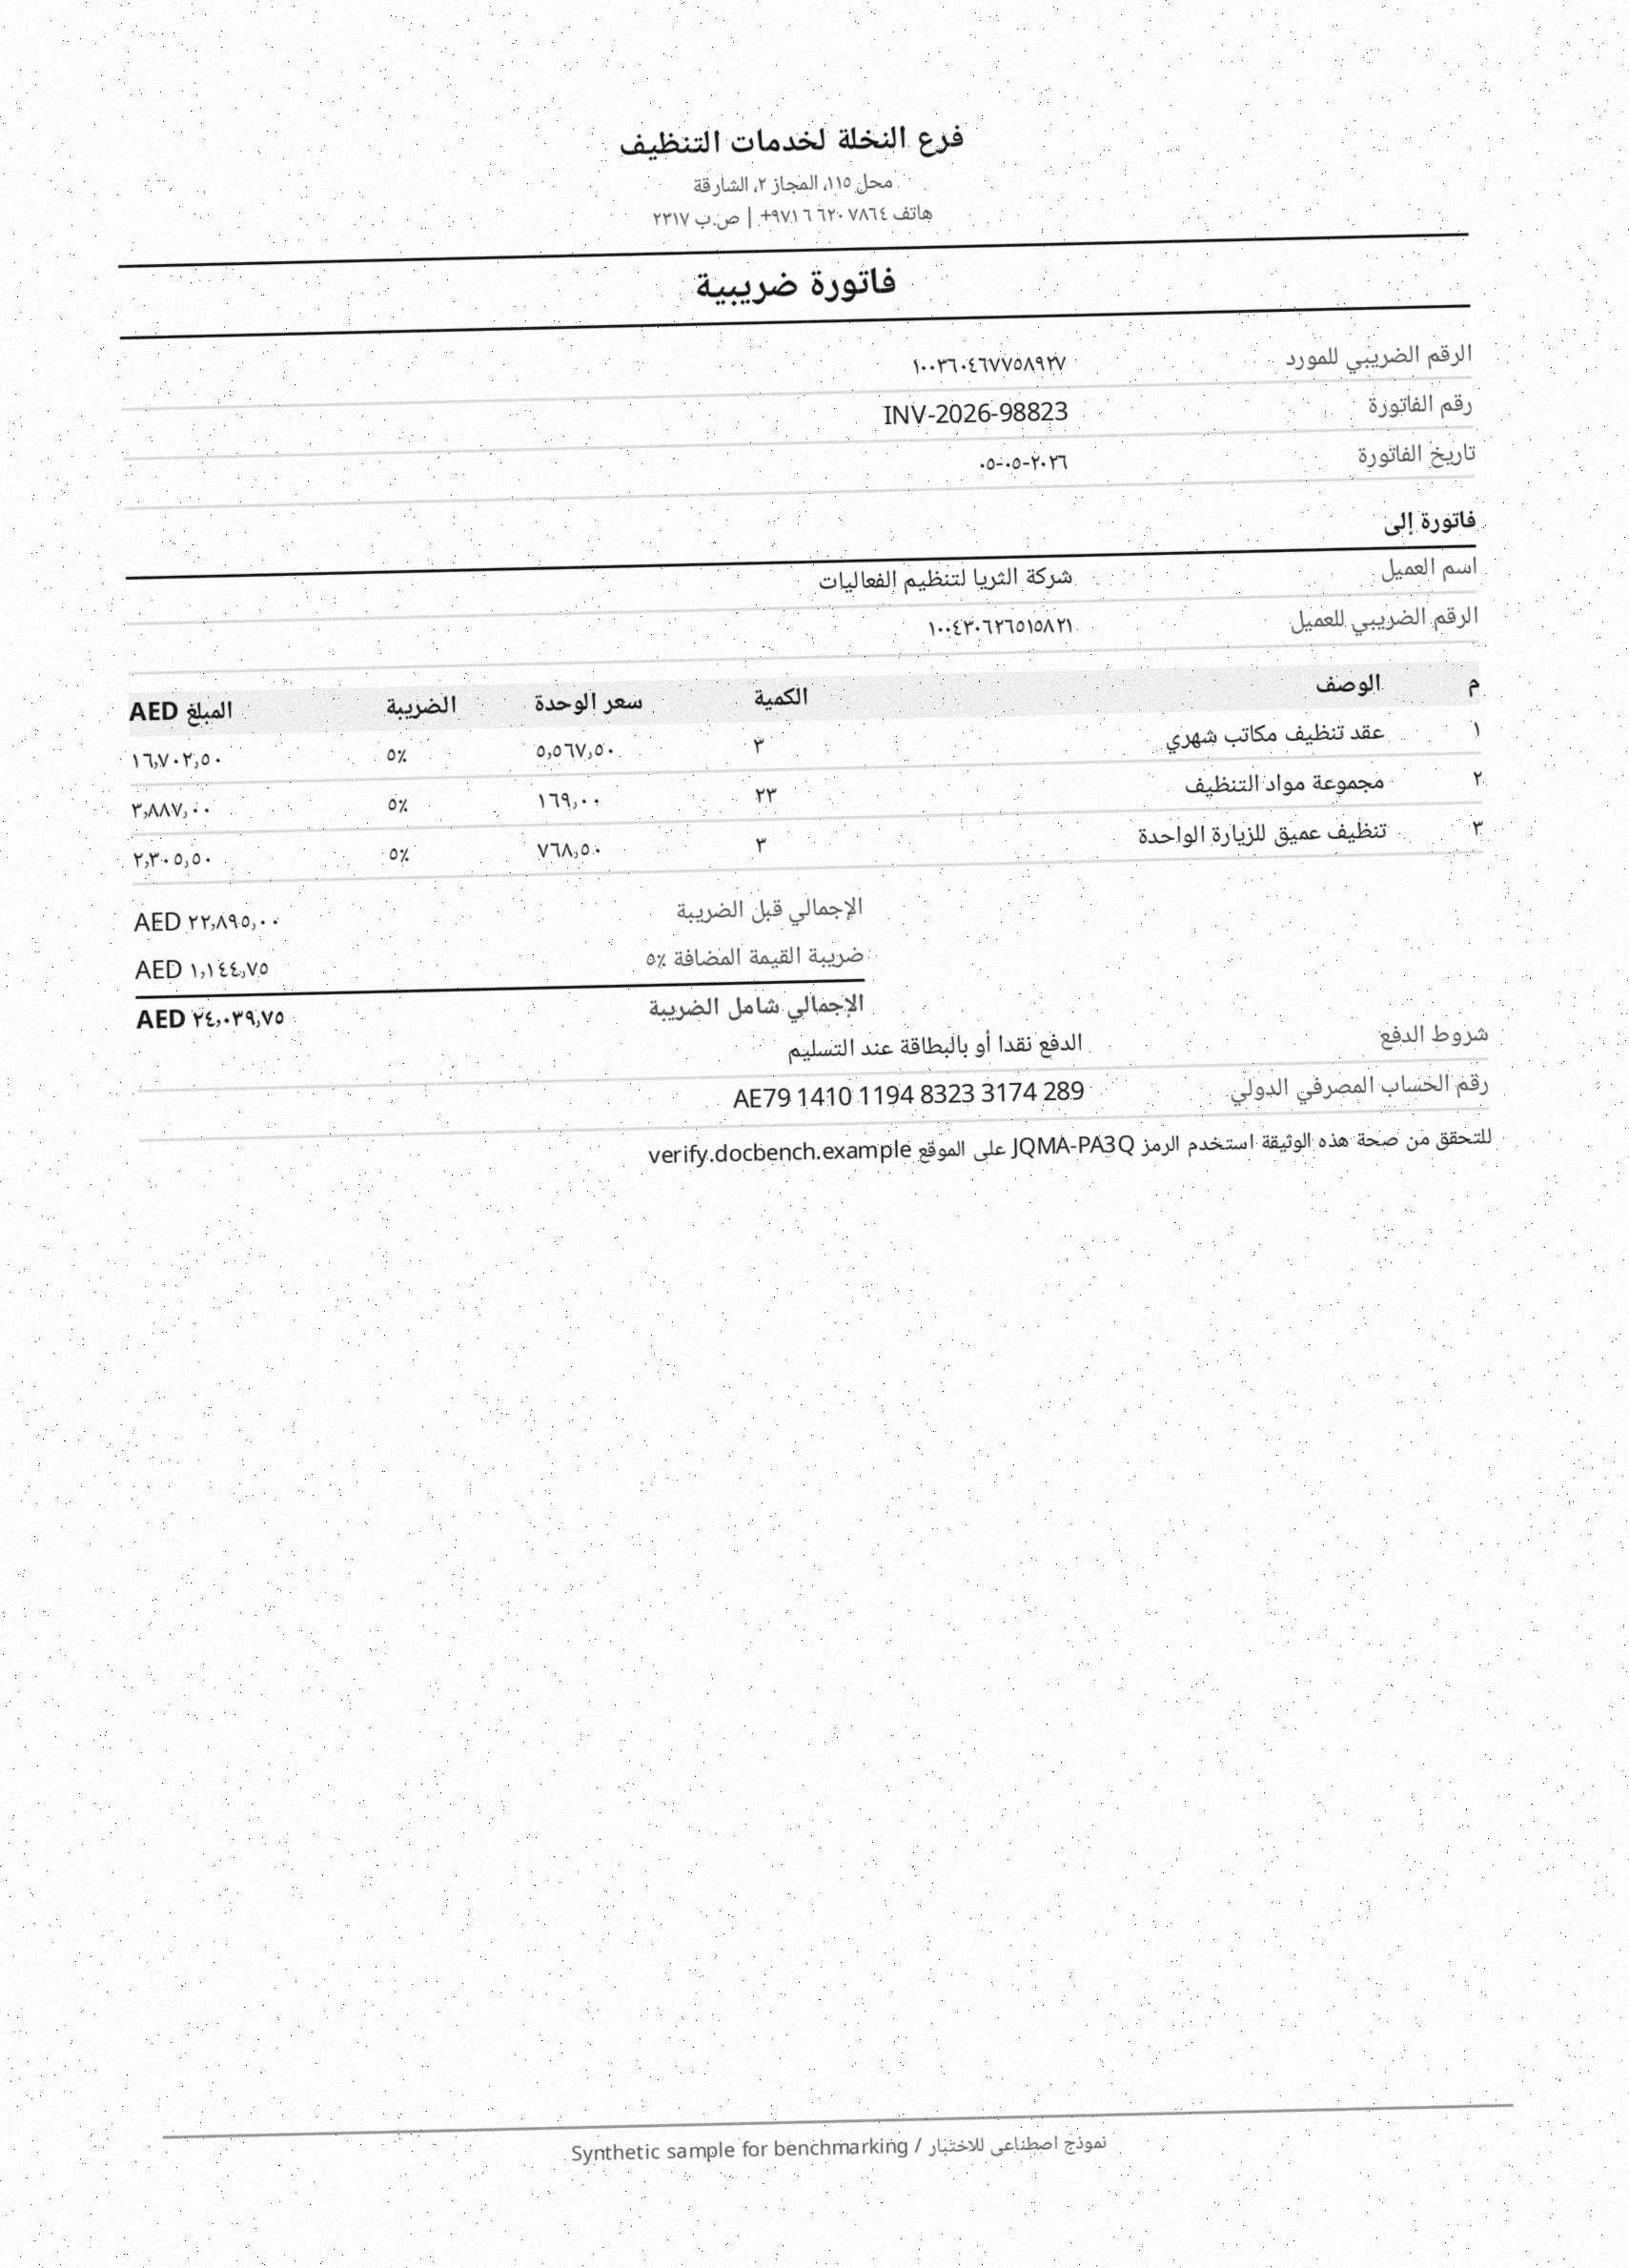 فرع النخلة لخدمات التنظيف
محل ١١٥، المجاز ٢، الشارقة
هاتف ٧٨٦٤ ٦٢٠ ٦ ٩٧١+ | ص.ب ٢٣١٧
فاتورة ضريبية
الرقم الضريبي للمورد ١٠٠٣٦٠٤٦٧٧٥٨٩٢٧
رقم الفاتورة INV-2026-98823
تاريخ الفاتورة ٢٠٢٦-٠٥-٠٥
فاتورة إلى
اسم العميل شركة الثريا لتنظيم الفعاليات
الرقم الضريبي للعميل ١٠٠٤٣٠٦٢٦٥١٥٨٢١
م الوصف الكمية سعر الوحدة الضريبة المبلغ AED
١ عقد تنظيف مكاتب شهري ٣ ٥,٥٦٧,٥٠ ٥٪ ١٦,٧٠٢,٥٠
٢ مجموعة مواد التنظيف ٢٣ ١٦٩,٠٠ ٥٪ ٣,٨٨٧,٠٠
٣ تنظيف عميق للزيارة الواحدة ٣ ٧٦٨,٥٠ ٥٪ ٢,٣٠٥,٥٠
الإجمالي قبل الضريبة AED ٢٢,٨٩٥,٠٠
ضريبة القيمة المضافة ٥٪ AED ١,١٤٤,٧٥
الإجمالي شامل الضريبة AED ٢٤,٠٣٩,٧٥
شروط الدفع الدفع نقدا أو بالبطاقة عند التسليم
رقم الحساب المصرفي الدولي AE79 1410 1194 8323 3174 289
للتحقق من صحة هذه الوثيقة استخدم الرمز JQMA-PA3Q على الموقع verify.docbench.example
نموذج اصطناعي للاختبار / Synthetic sample for benchmarking